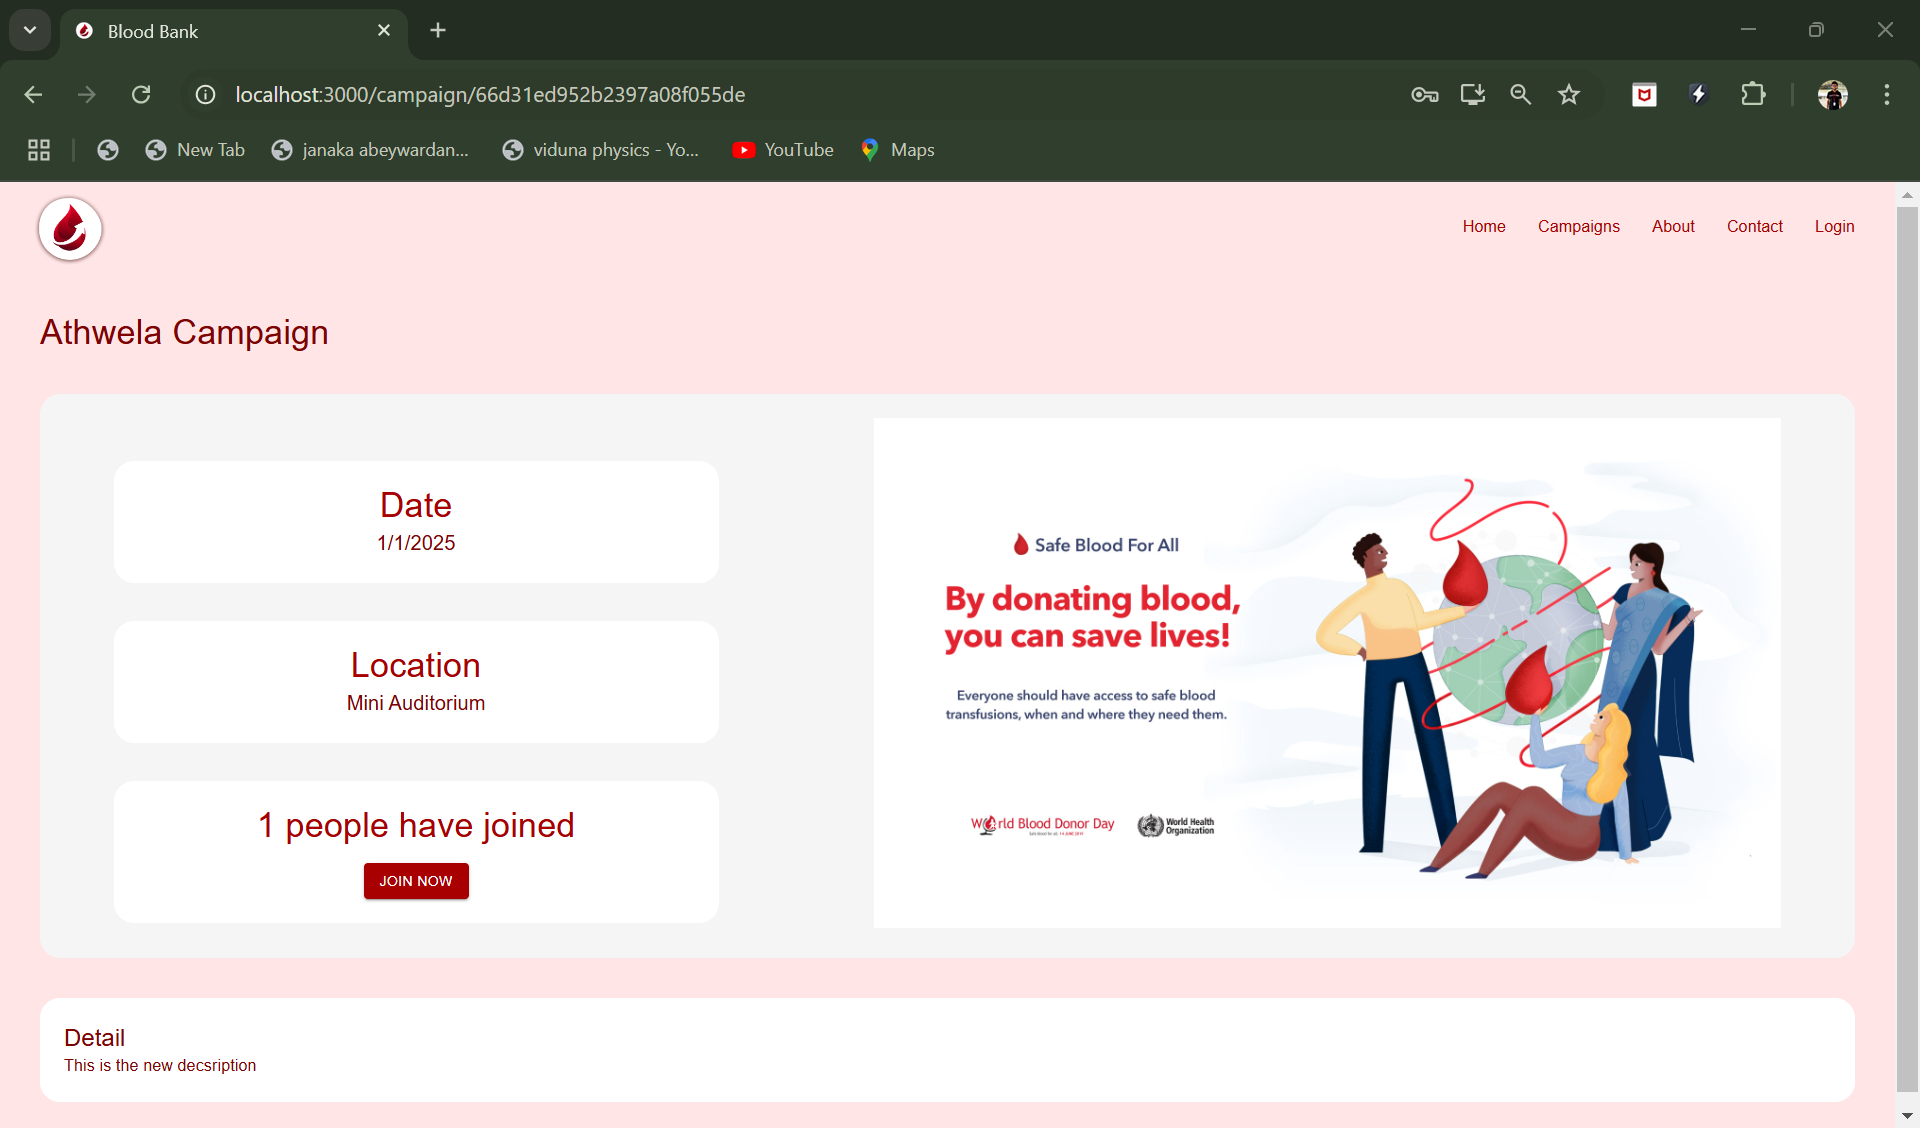 Blood Bank
localhost:3000/campaign/66d31ed952b2397a08f055de
New Tab
janaka abeywardan...
viduna physics - Yo...
YouTube
Maps
Home
Campaigns
About
Contact
Login
Athwela Campaign
Date
1/1/2025
Location
Mini Auditorium
1 people have joined
JOIN NOW
Safe Blood For All
By donating blood,
you can save lives!
Everyone should have access to safe blood
transfusions, when and where they need them.
World Blood Donor Day
World Health
Organization
Detail
This is the new decsription